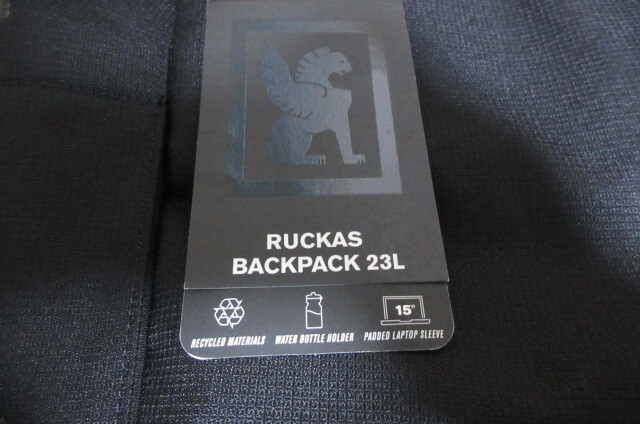 RUCKAS
BACKPACK 23L
15"
RECYCLED MATERIALS WATER BOTTLE HOLDER PADDED LAPTOP SLEEVE